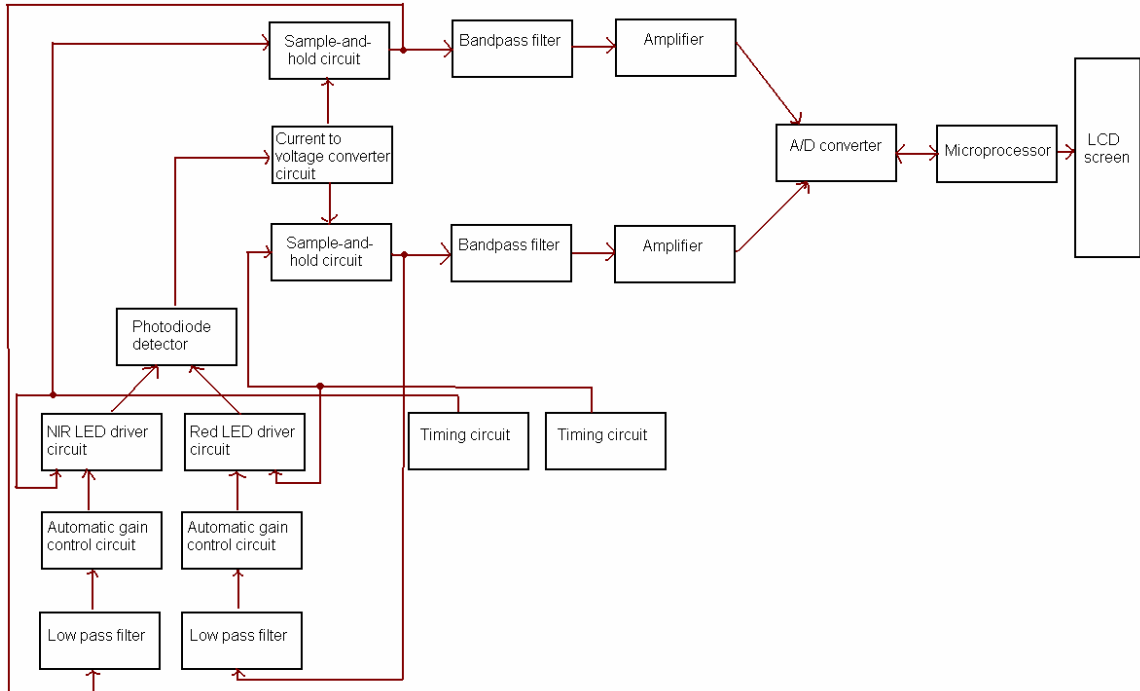 Sample-and-
hold circuit
Bandpass filter
Amplifier
Current to
voltage converter
circuit
A/D converter
Microprocessor
LCD
screen
Sample-and-
hold circuit
Bandpass filter
Amplifier
Photodiode
detector
NIR LED driver
circuit
Red LED driver
circuit
Timing circuit
Timing circuit
Automatic gain
control circuit
Automatic gain
control circuit
Low pass filter
Low pass filter